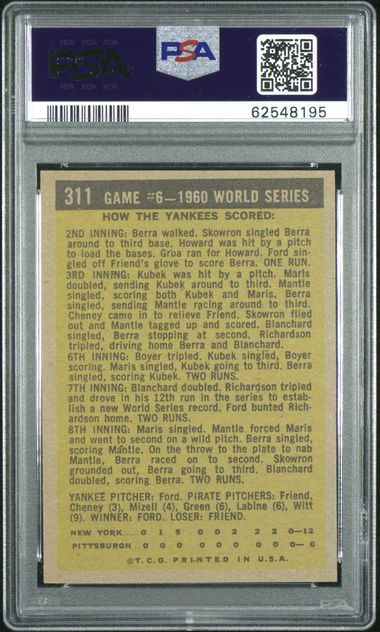 PSA
PSA
62548195
311 GAME #6—1960 WORLD SERIES
HOW THE YANKEES SCORED:
2ND INNING: Berra walked. Skowron singled Berra
around to third base. Howard was hit by a pitch
to load the bases. Grba ran for Howard. Ford sin-
gled off Friend's glove to score Berra. ONE RUN.
3RD INNING: Kubek was hit by a pitch. Maris
doubled, sending Kubek around to third. Mantle
singled, scoring both Kubek and Maris. Berra
singled, sending Mantle racing around to third.
Cheney came in to relieve Friend. Skowron flied
out and Mantle tagged up and scored. Blanchard
singled, Berra stopping at second. Richardson
tripled, driving home Berra and Blanchard.
6TH INNING: Boyer tripled. Kubek singled, Boyer
scoring. Maris singled, Kubek going to third. Berra
singled, scoring Kubek. TWO RUNS.
7TH INNING: Blanchard doubled. Richardson tripled
and drove in his 12th run in the series to estab-
lish a new World Series record. Ford bunted Rich-
ardson home. TWO RUNS.
8TH INNING: Maris singled. Mantle forced Maris
and went to second on a wild pitch. Berra singled,
scoring Mantle. On the throw to the plate to nab
Mantle, Berra raced on to second. Skowron
grounded out, Berra going to third. Blanchard
doubled, scoring Berra. TWO RUNS.
YANKEE PITCHER: Ford. PIRATE PITCHERS: Friend,
Cheney (3), Mizell (4), Green (6), Labine (6), Witt
(9). WINNER: FORD. LOSER: FRIEND.
NEW YORK ..... 0 1 5 0 0 2 2 2 0—12
PITTSBURGH 0 0 0 0 0 0 0 0 0— 0
©T.C.G. PRINTED IN U.S.A.
PSA